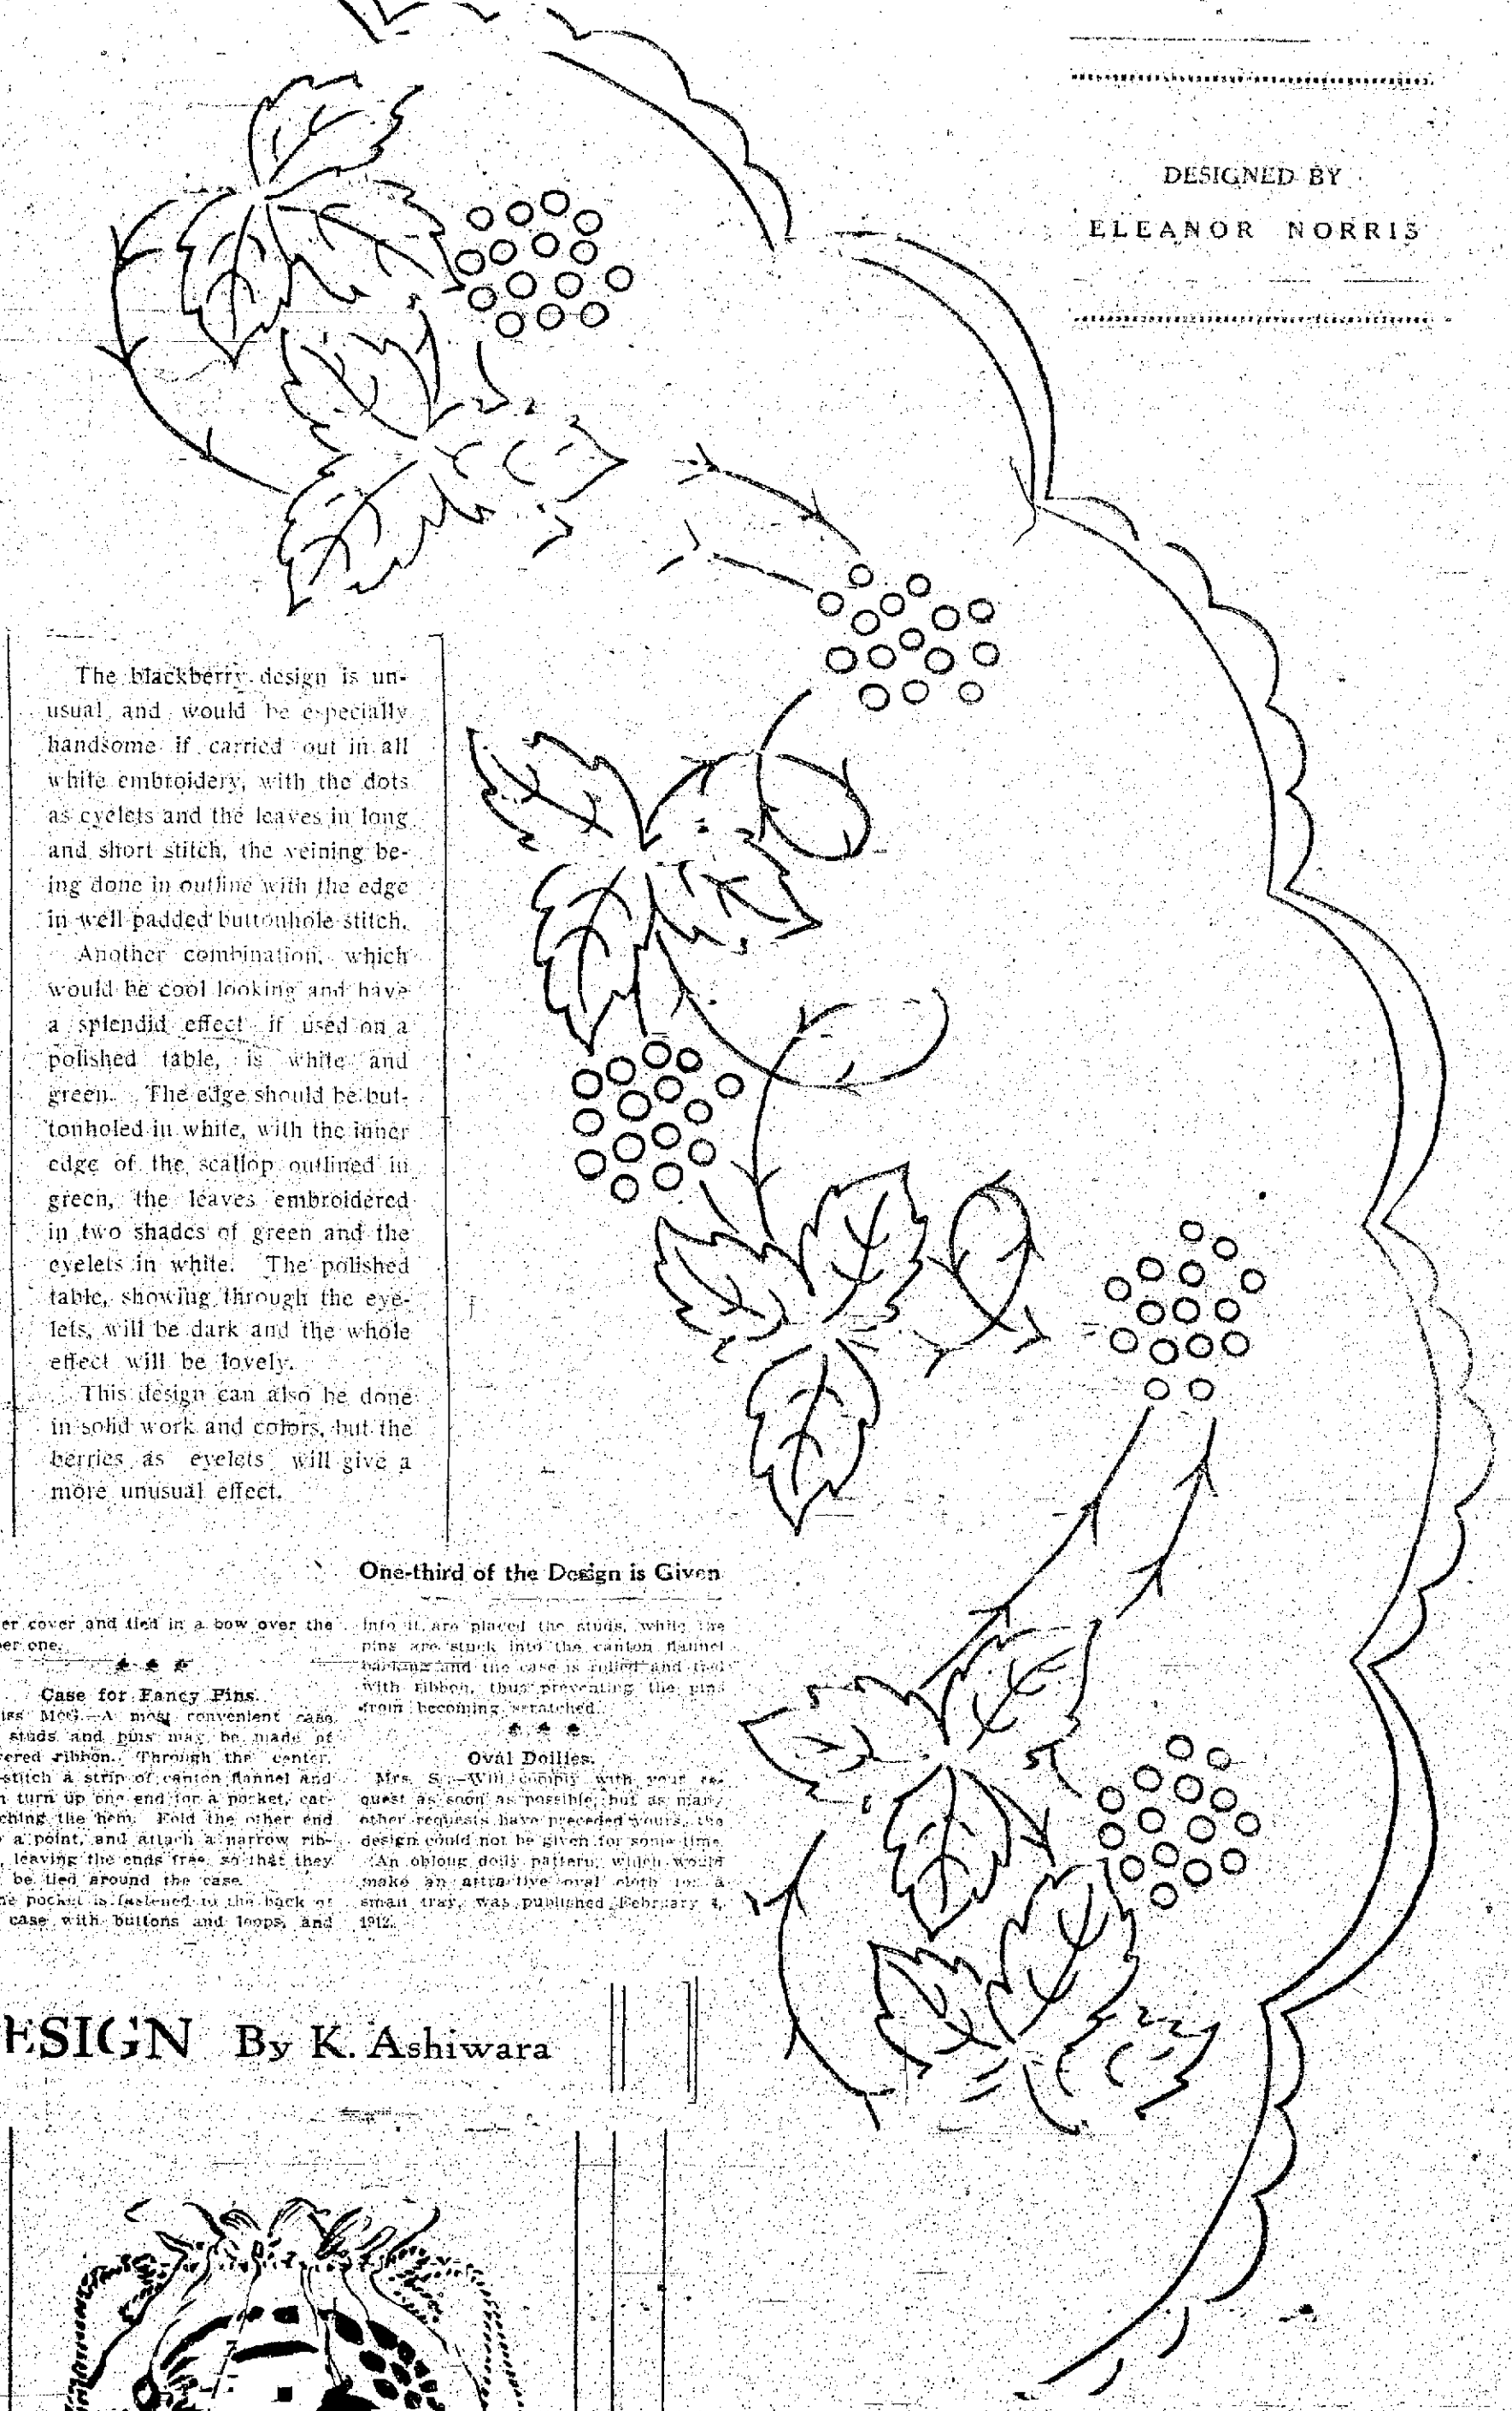 DESIGNED BY
ELEANOR NORRIS
The blackberry design is un-
usual and would be especially
handsome if carried out in all
white embroidery, with the dots
as eyelets and the leaves in long
and short stitch, the veining be-
ing done in outline with the edge
in well padded buttonhole stitch.
Another combination, which
would be cool looking and have
a splendid effect if used on a
polished table, is white and
green. The edge should be but-
tonholed in white, with the inner
edge of the scallop outlined in
green, the leaves embroidered
in two shades of green and the
eyelets in white. The polished
table, showing through the eye-
lets, will be dark and the whole
effect will be lovely.
This design can also be done
in solid work and colors, but the
berries as eyelets will give a
more unusual effect.
One-third of the Design is Given
er cover and tied in a bow over the
er one.
Case for Fancy Pins.
iss McG.—A most convenient case
studs and pins may be made of
ered ribbon. Through the center,
stitch a strip of canton flannel and
n turn up one end for a pocket, cat-
ching the hem. Fold the other end
a point, and attach a narrow rib-
, leaving the ends free, so that they
be tied around the case.
e pocket is fastened to the back of
case with buttons and loops, and
into it are placed the studs, while the
pins are stuck into the canton flannel
backing and the case is rolled and tied
with ribbon, thus preventing the pins
from becoming scratched.
Oval Doilies.
Mrs. S.—Will comply with your re-
quest as soon as possible, but as many
other requests have preceded yours, the
design could not be given for some time.
An oblong doily pattern, which would
make an attractive oval cloth for a
small tray, was published February 4,
1912.
ESIGN By K. Ashiwara